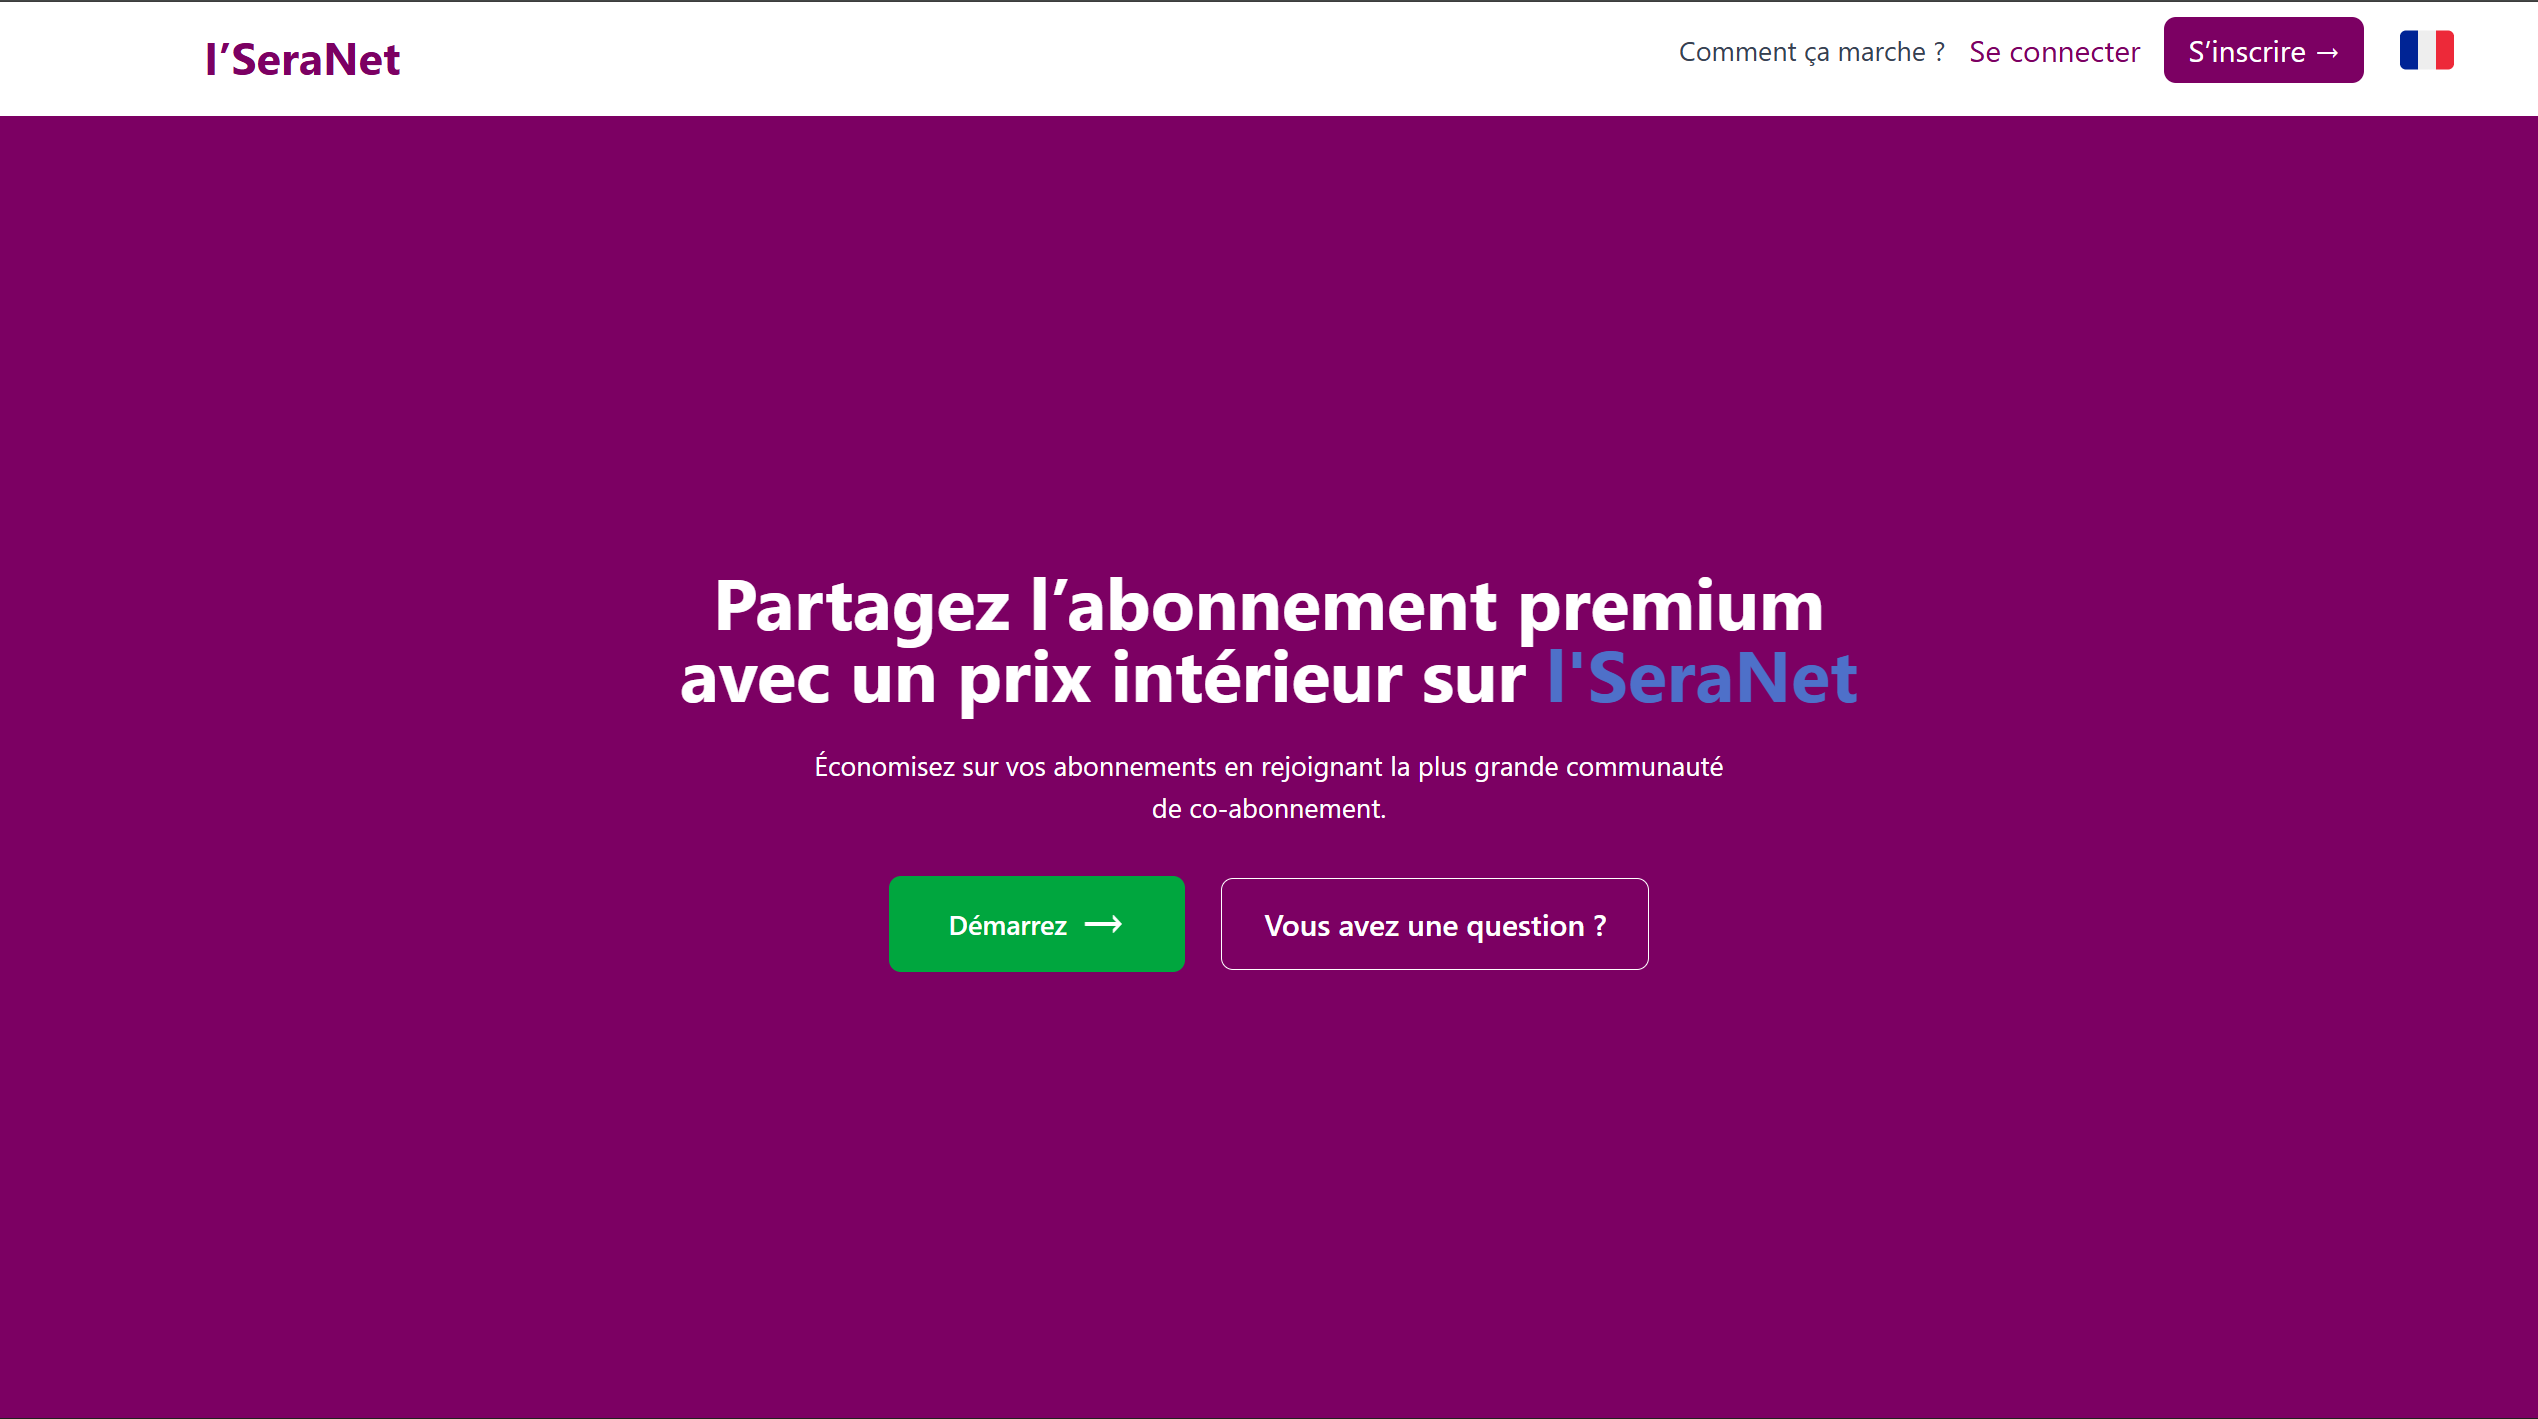 l’SeraNet
Comment ça marche ?
Se connecter
S’inscrire →
Partagez l’abonnement premium
avec un prix intérieur sur l'SeraNet
Économisez sur vos abonnements en rejoignant la plus grande communauté
de co-abonnement.
Démarrez →
Vous avez une question ?